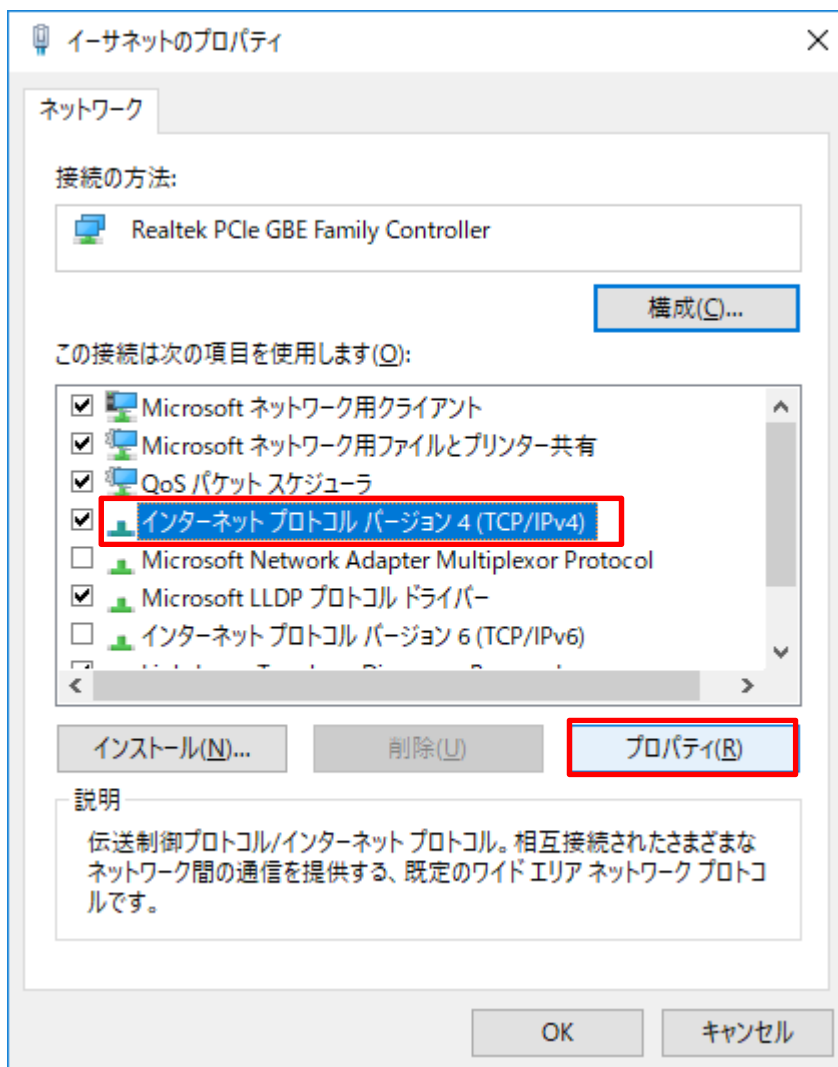 イーサネットのプロパティ
ネットワーク
接続の方法:
Realtek PCIe GBE Family Controller
構成(C)...
この接続は次の項目を使用します(O):
Microsoft ネットワーク用クライアント
Microsoft ネットワーク用ファイルとプリンター共有
QoS パケット スケジューラ
インターネット プロトコル バージョン 4 (TCP/IPv4)
Microsoft Network Adapter Multiplexor Protocol
Microsoft LLDP プロトコル ドライバー
インターネット プロトコル バージョン 6 (TCP/IPv6)
インストール(N)...
削除(U)
プロパティ(R)
説明
伝送制御プロトコル/インターネット プロトコル。相互接続されたさまざまな
ネットワーク間の通信を提供する、既定のワイド エリア ネットワーク プロトコ
ルです。
OK
キャンセル